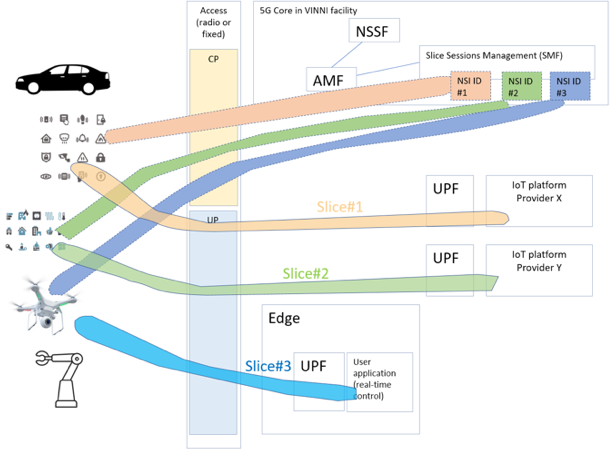 Access
(radio or
fixed)
5G Core in VINNI facility
NSSF
Slice Sessions Management (SMF)
CP
AMF
NSI ID
#1
NSI ID
#2
NSI ID
#3
UPF
IoT platform
Provider X
Slice#1
UP
UPF
IoT platform
Provider Y
Slice#2
Edge
Slice#3
UPF
User
application
(real-time
control)